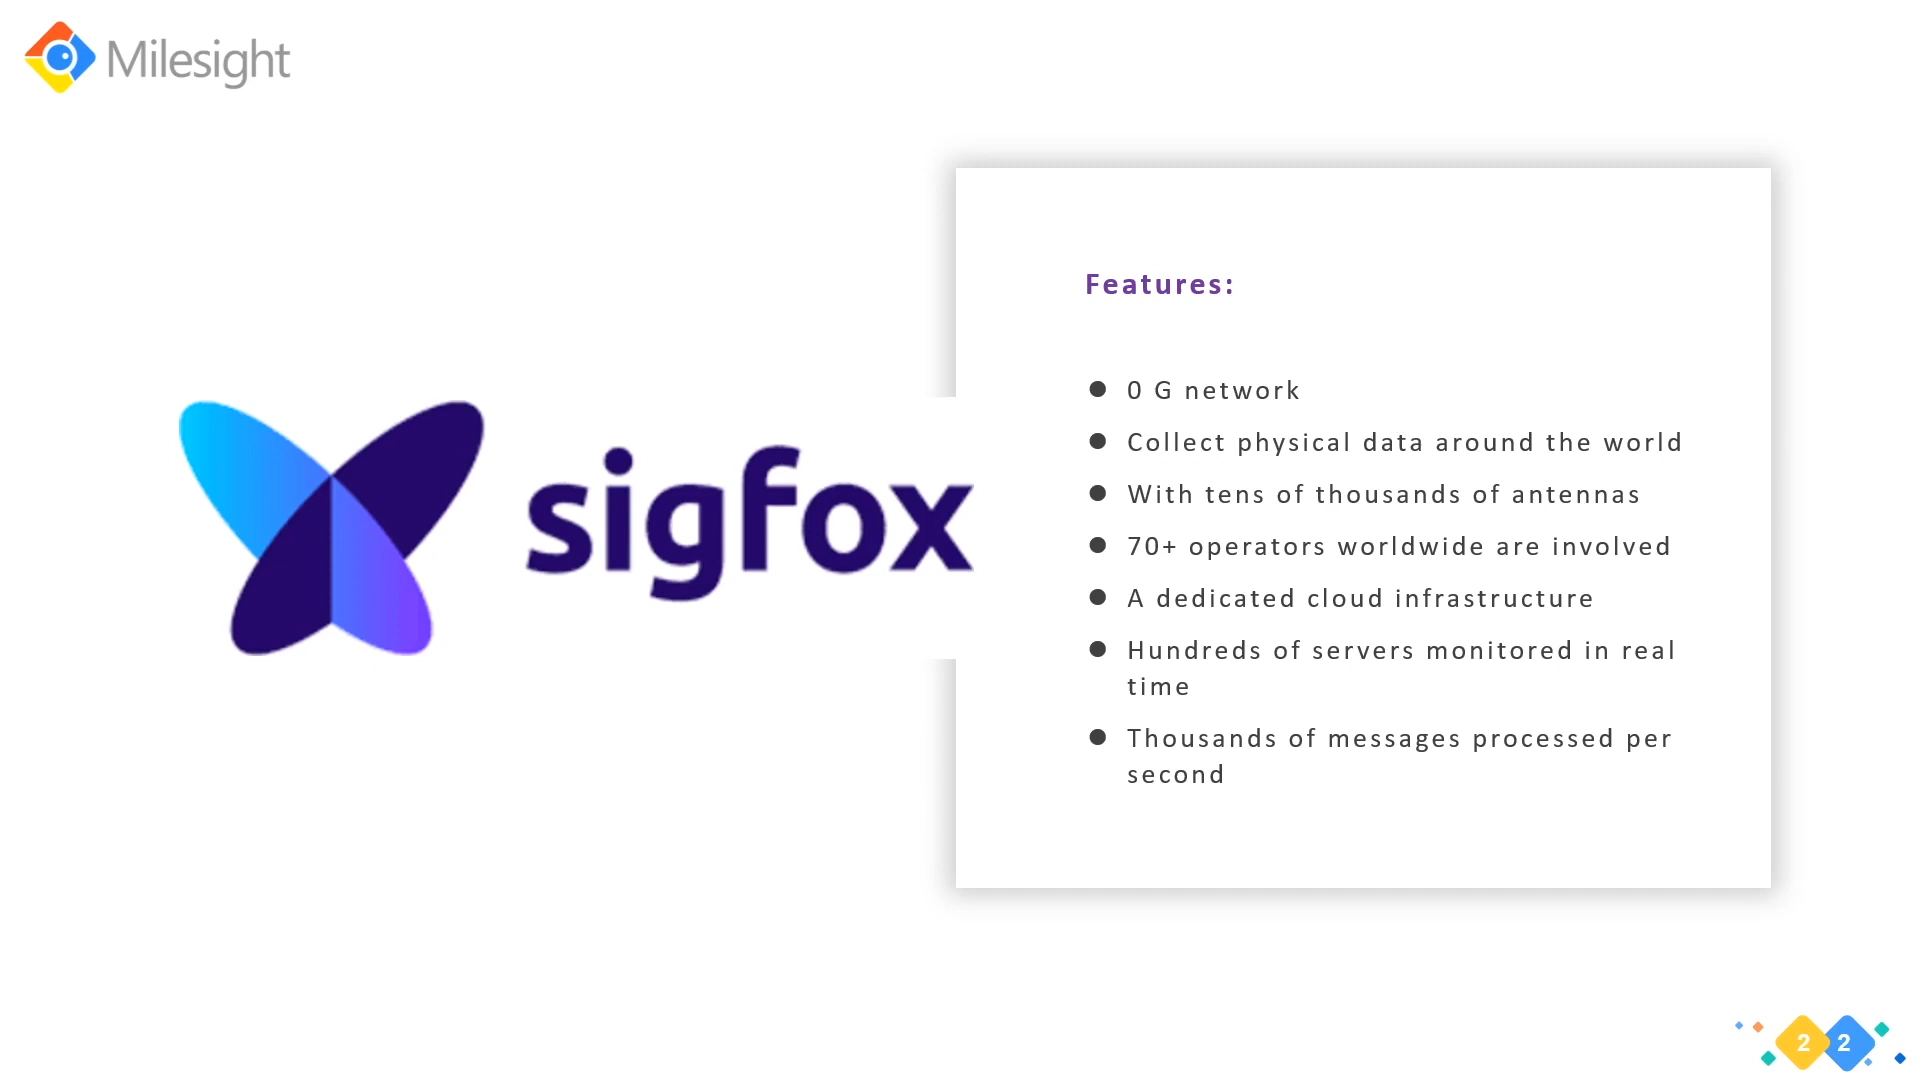 Milesight
sigfox
Features:
● 0 G network
● Collect physical data around the world
● With tens of thousands of antennas
● 70+ operators worldwide are involved
● A dedicated cloud infrastructure
● Hundreds of servers monitored in real
time
● Thousands of messages processed per
second
2 2